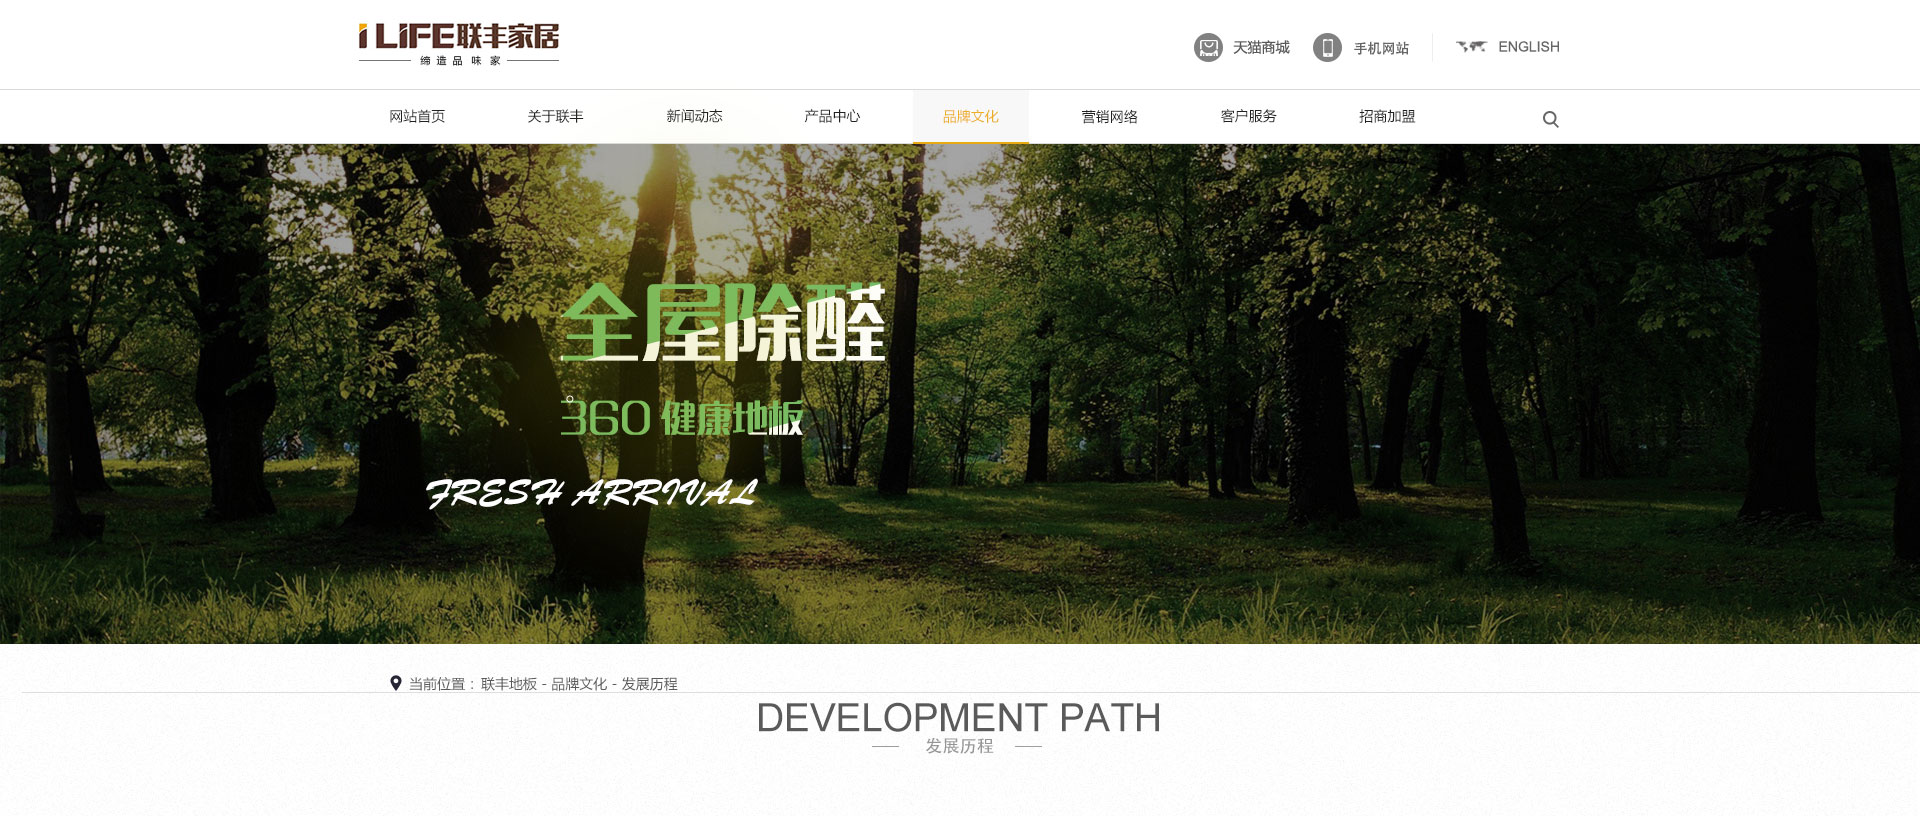 iLIFE联丰家居
缔造品味家
天猫商城
手机网站
ENGLISH
网站首页
关于联丰
新闻动态
产品中心
品牌文化
营销网络
客户服务
招商加盟
全屋除醛
360 健康地板
FRESH ARRIVAL
当前位置：联丰地板 - 品牌文化 - 发展历程
DEVELOPMENT PATH
发展历程